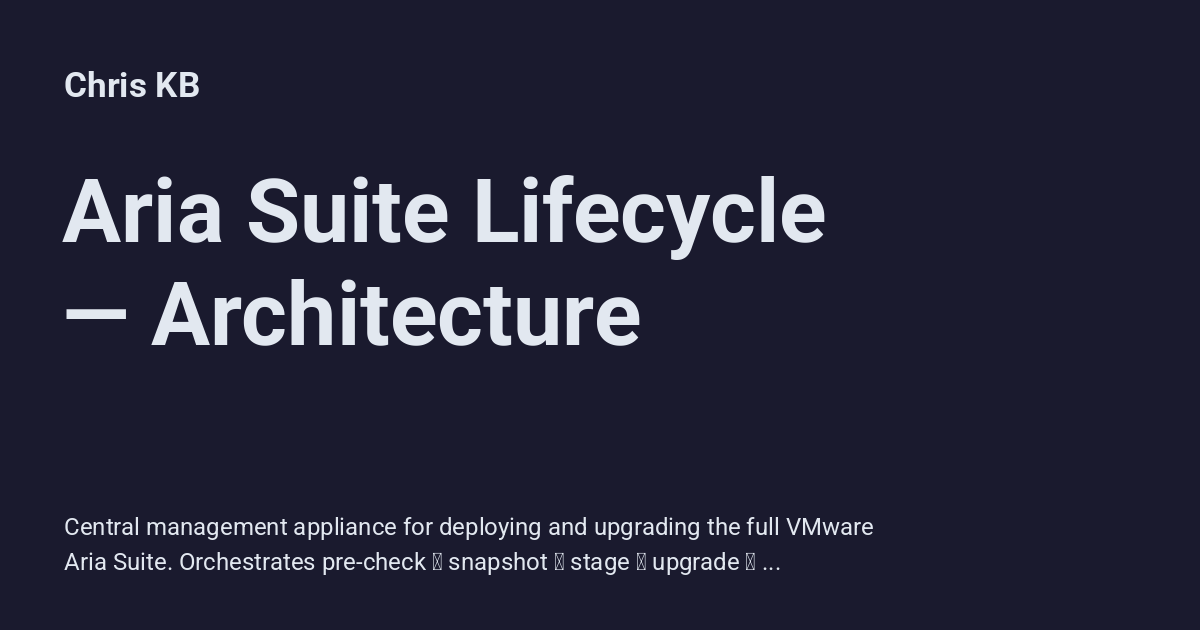 Chris KB
Aria Suite Lifecycle
— Architecture
Central management appliance for deploying and upgrading the full VMware
Aria Suite. Orchestrates pre-check  snapshot  stage  upgrade  ...